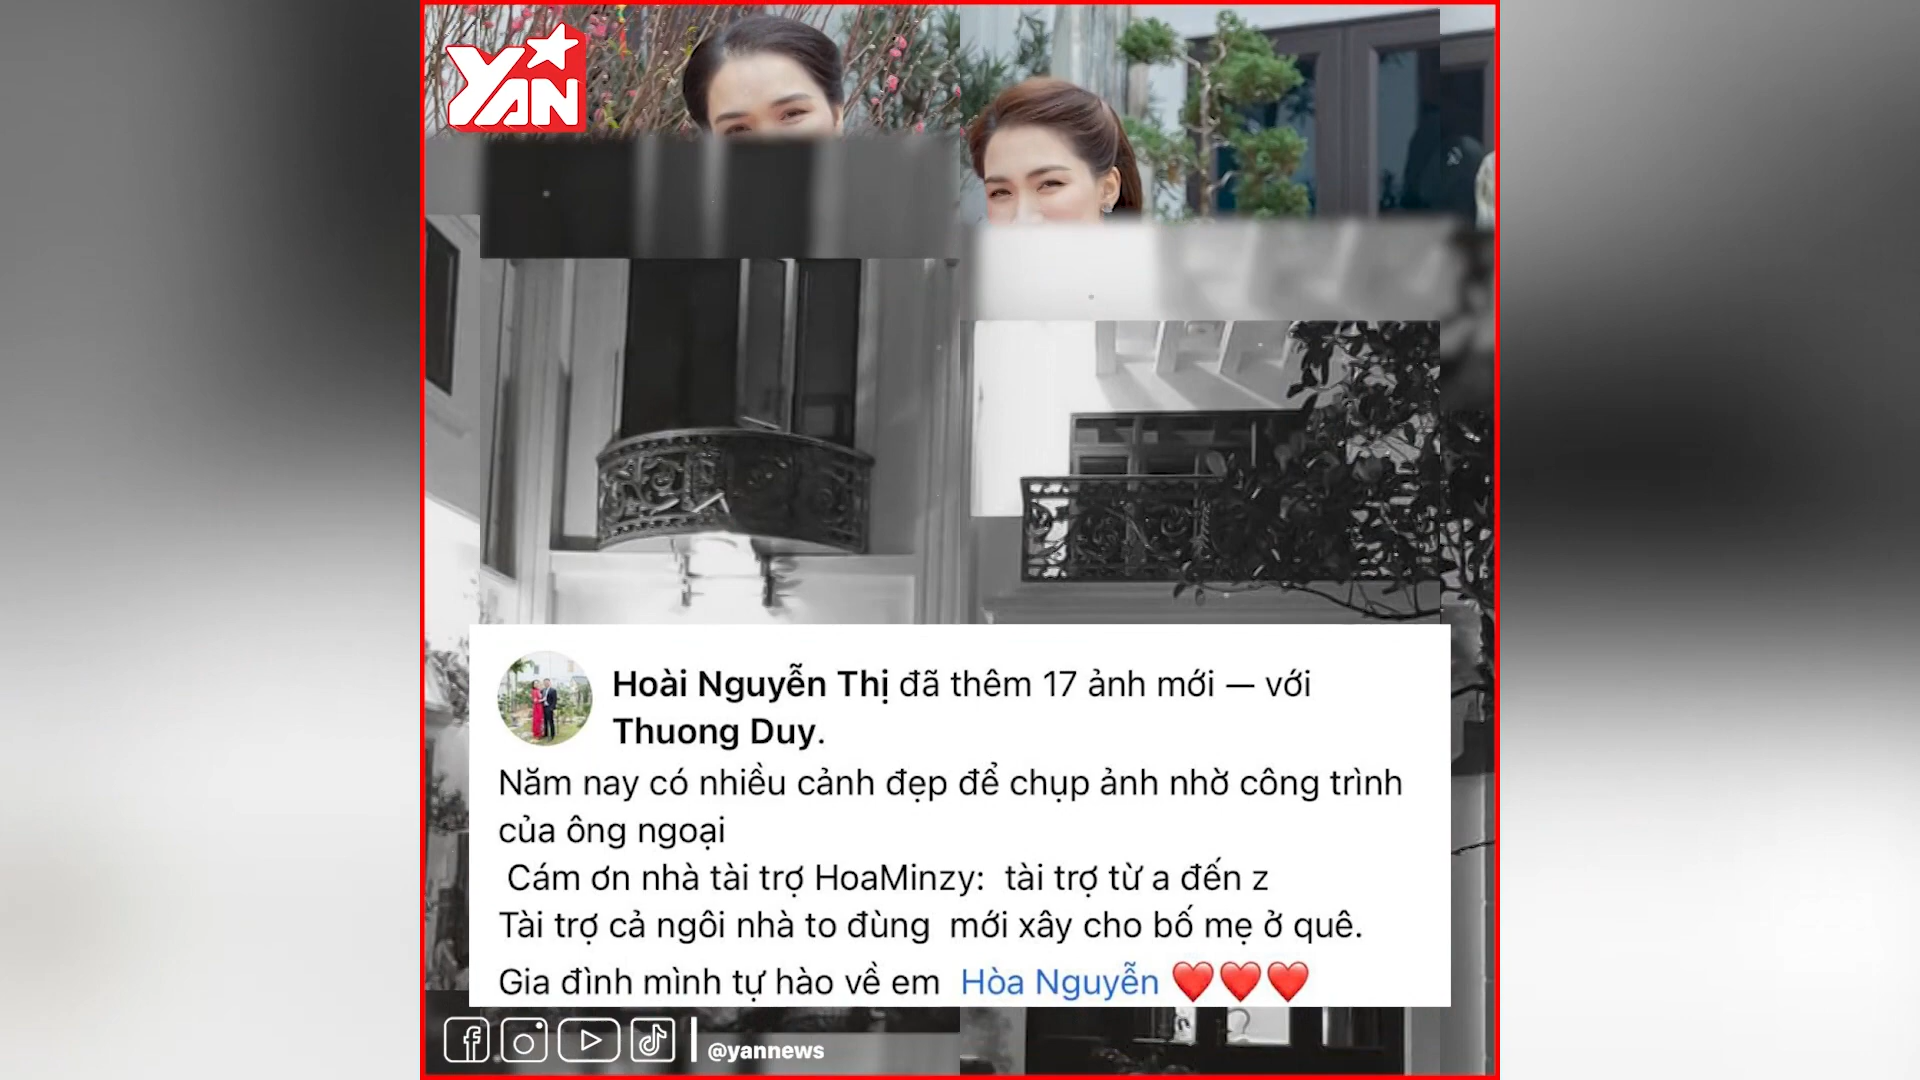 YAN
Hoài Nguyễn Thị đã thêm 17 ảnh mới — với
Thuong Duy.
Năm nay có nhiều cảnh đẹp để chụp ảnh nhờ công trình
của ông ngoại
Cám ơn nhà tài trợ HoaMinzy: tài trợ từ a đến z
Tài trợ cả ngôi nhà to đùng mới xây cho bố mẹ ở quê.
Gia đình mình tự hào về em Hòa Nguyễn ❤️❤️❤️
@yannews